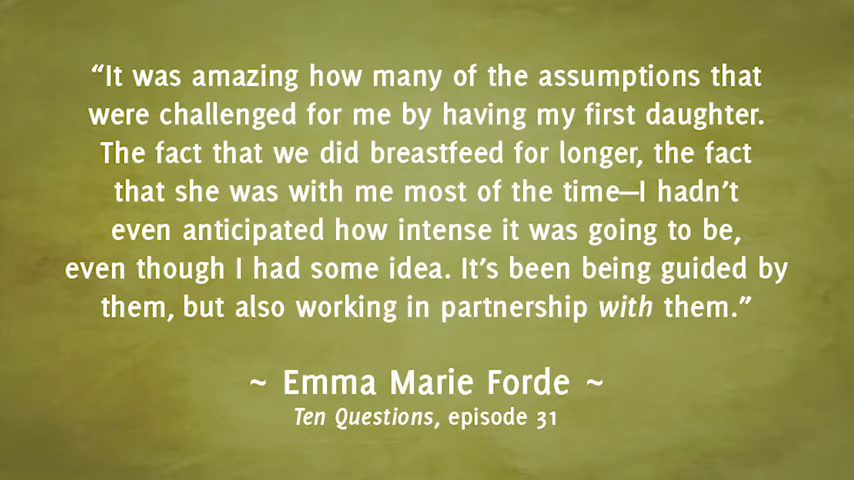 “It was amazing how many of the assumptions that
were challenged for me by having my first daughter.
The fact that we did breastfeed for longer, the fact
that she was with me most of the time—I hadn’t
even anticipated how intense it was going to be,
even though I had some idea. It’s been being guided by
them, but also working in partnership with them.”
~ Emma Marie Forde ~
Ten Questions, episode 31